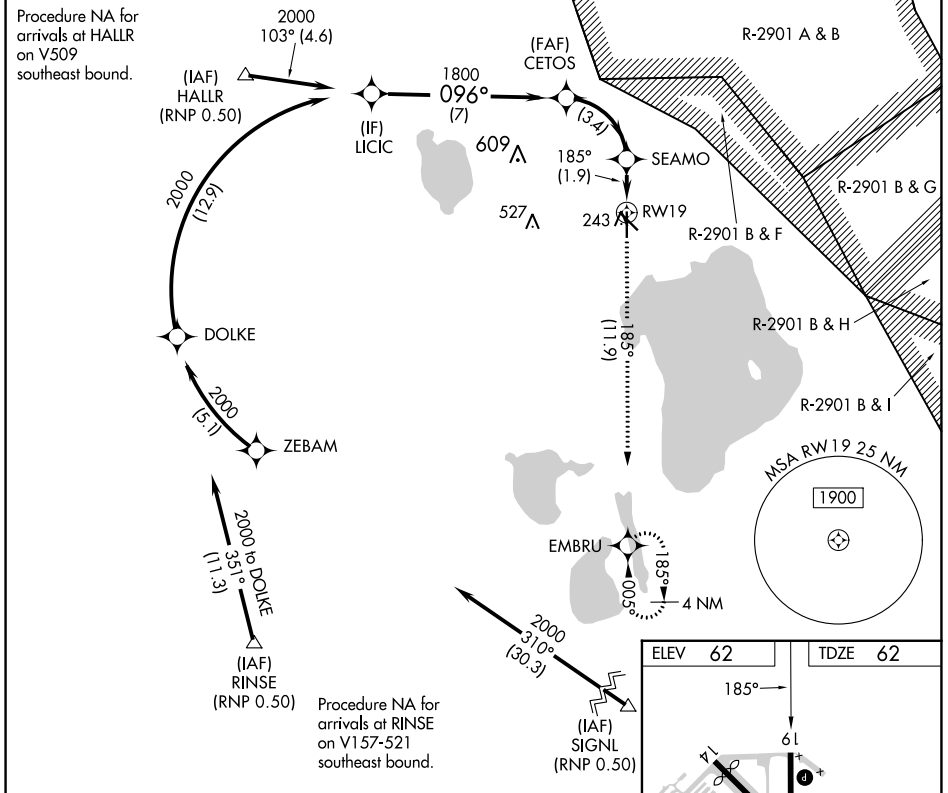 Procedure NA for
arrivals at HALLR
on V509
southeast bound.
2000
103° (4.6)
(IAF)
HALLR
(RNP 0.50)
(IF)
LICIC
1800
096°
(7)
(FAF)
CETOS
(3.4)
SEAMO
185°
(1.9)
609
527
243
RW19
R-2901 A & B
R-2901 B & G
R-2901 B & F
R-2901 B & H
R-2901 B & I
2000
(12.9)
DOLKE
2000
(5.1)
ZEBAM
185°
(11.9)
2000 to DOLKE
351°
(11.3)
(IAF)
RINSE
(RNP 0.50)
Procedure NA for
arrivals at RINSE
on V157-521
southeast bound.
EMBRU
185°
005°
4 NM
2000
310°
(30.3)
(IAF)
SIGNL
(RNP 0.50)
MSA RW19 25 NM
1900
ELEV 62
TDZE 62
185°
19
14
P